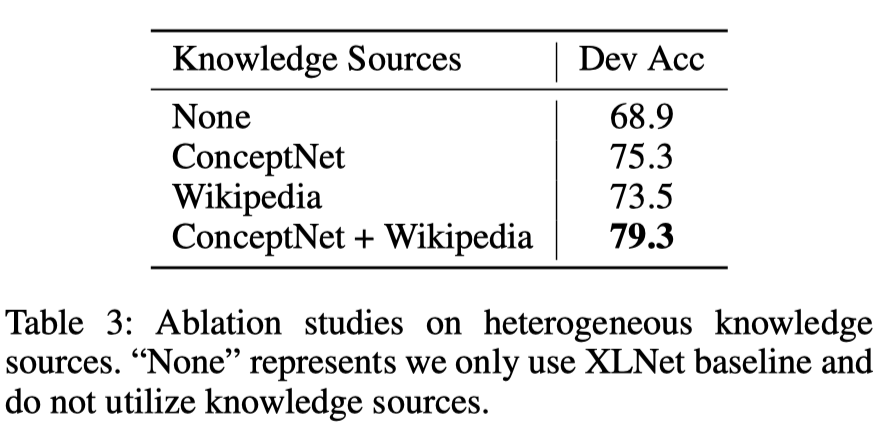 Knowledge Sources Dev Acc
None 68.9
ConceptNet 75.3
Wikipedia 73.5
ConceptNet + Wikipedia 79.3
Table 3: Ablation studies on heterogeneous knowledge
sources. “None” represents we only use XLNet baseline and
do not utilize knowledge sources.